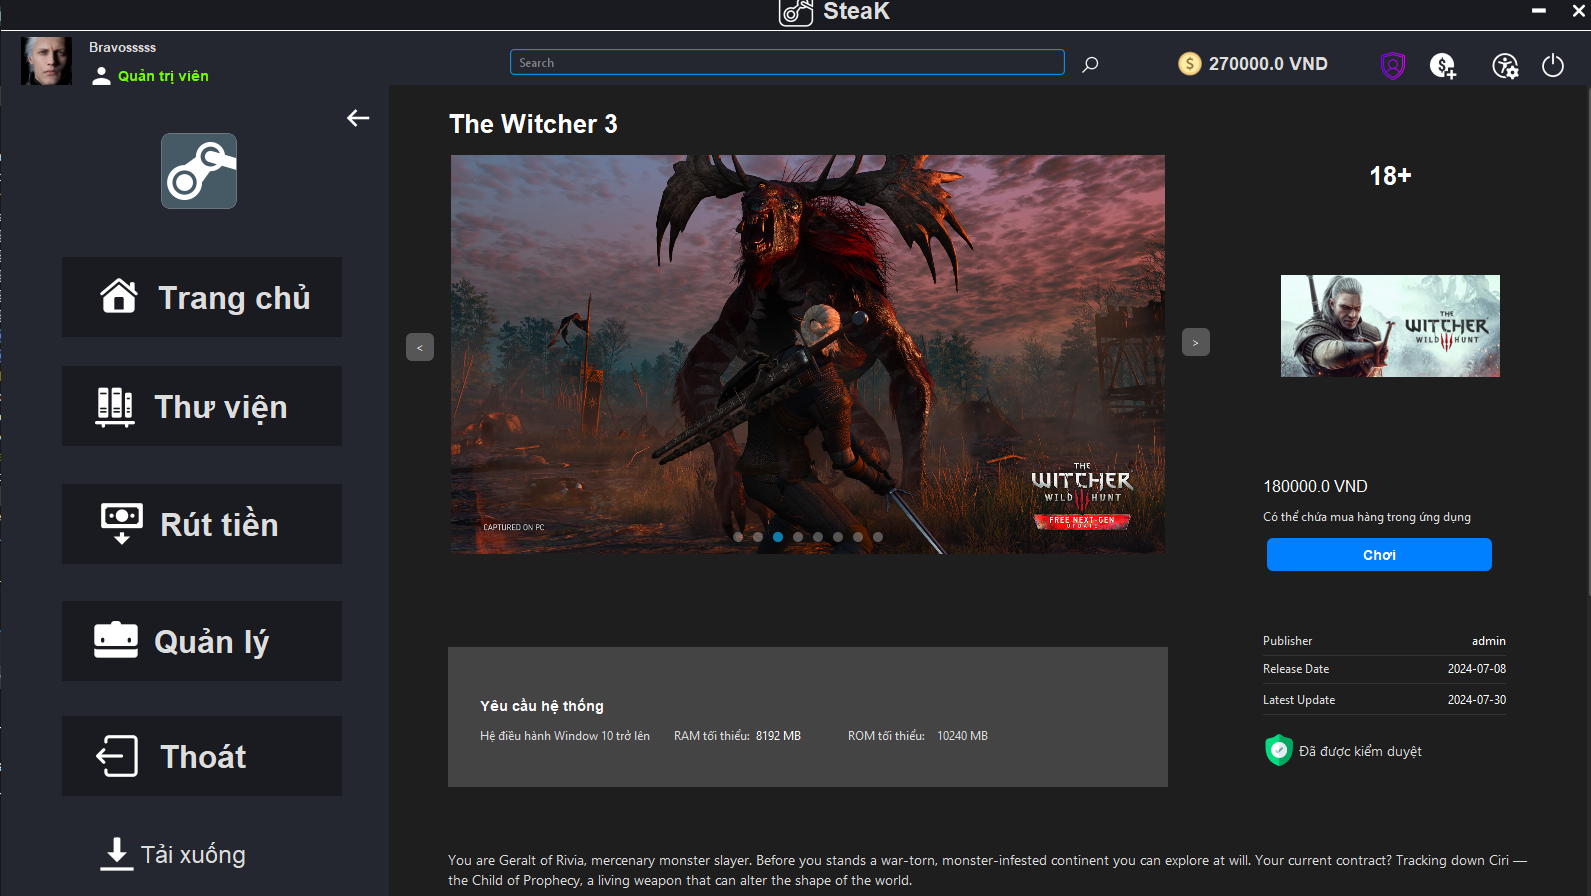 SteaK
Bravosssss
Quản trị viên
Search
270000.0 VND
The Witcher 3
18+
Trang chủ
Thư viện
Rút tiền
Quản lý
Thoát
Tải xuống
<
>
CAPTURED ON PC
THE
WITCHER
WILD HUNT
FREE NEXT-GEN
UPDATE
THE
WITCHER
WILD HUNT
180000.0 VND
Có thể chứa mua hàng trong ứng dụng
Chơi
Publisher admin
Release Date 2024-07-08
Latest Update 2024-07-30
Đã được kiểm duyệt
Yêu cầu hệ thống
Hệ điều hành Window 10 trở lên RAM tối thiểu: 8192 MB ROM tối thiểu: 10240 MB
You are Geralt of Rivia, mercenary monster slayer. Before you stands a war-torn, monster-infested continent you can explore at will. Your current contract? Tracking down Ciri —
the Child of Prophecy, a living weapon that can alter the shape of the world.